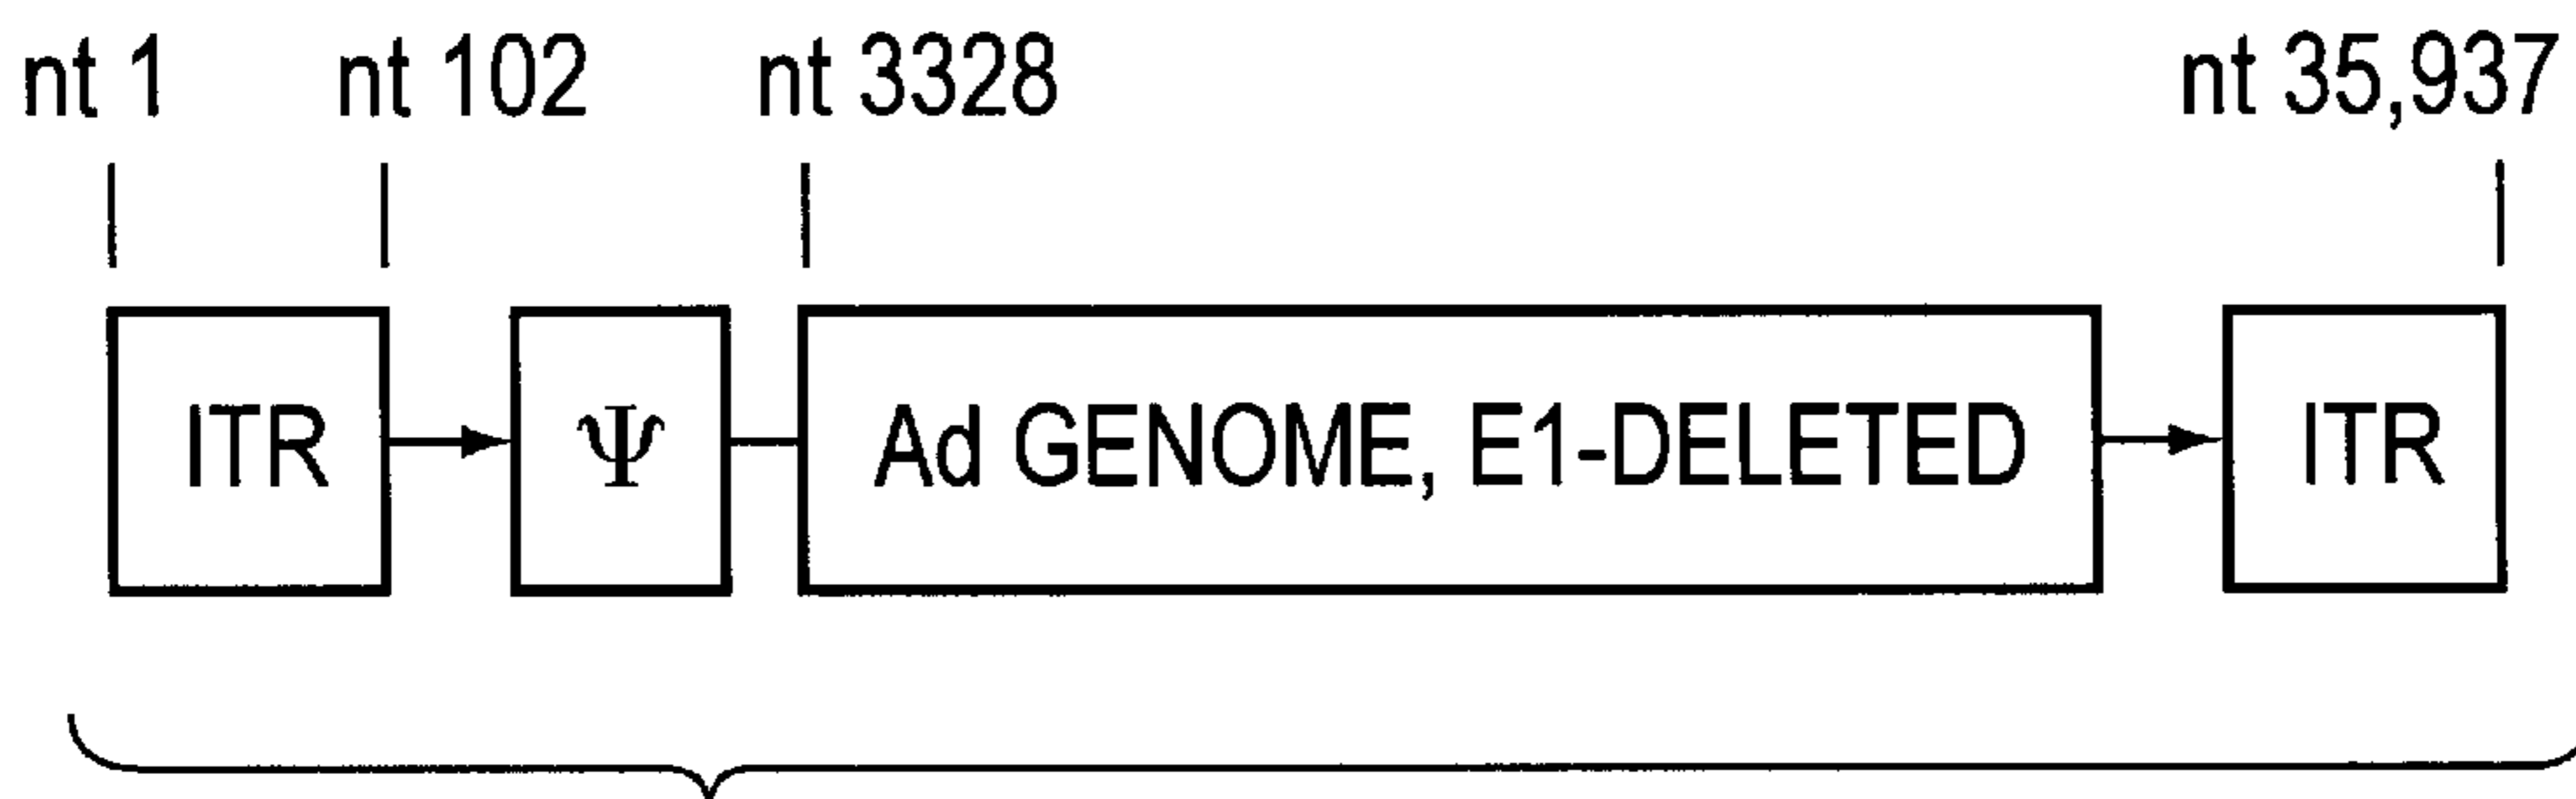 nt 1 nt 102 nt 3328 nt 35,937
ITR Ψ Ad GENOME, E1-DELETED ITR